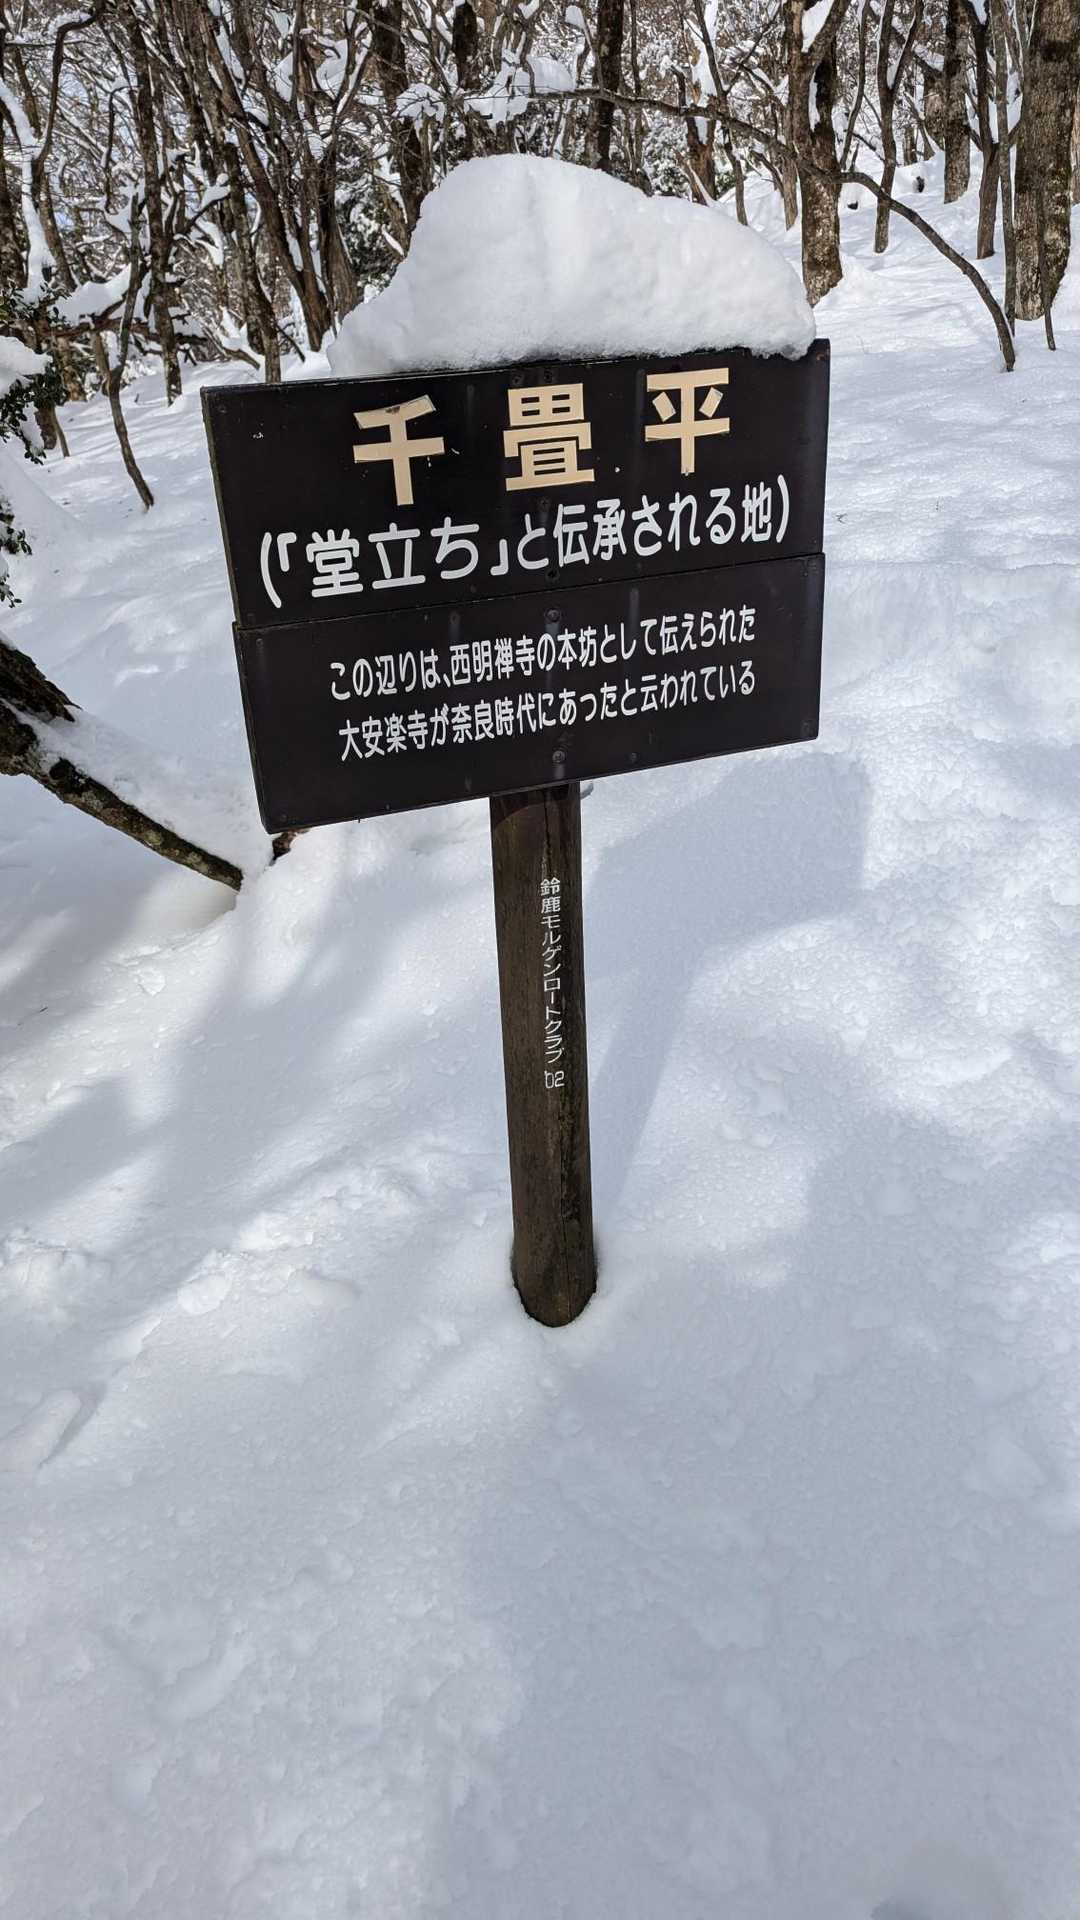 千畳平
(「堂立ち」と伝承される地)
この辺りは、西明禅寺の本坊として伝えられた
大安楽寺が奈良時代にあったと云われている
鈴鹿モルゲンロートクラブ '02